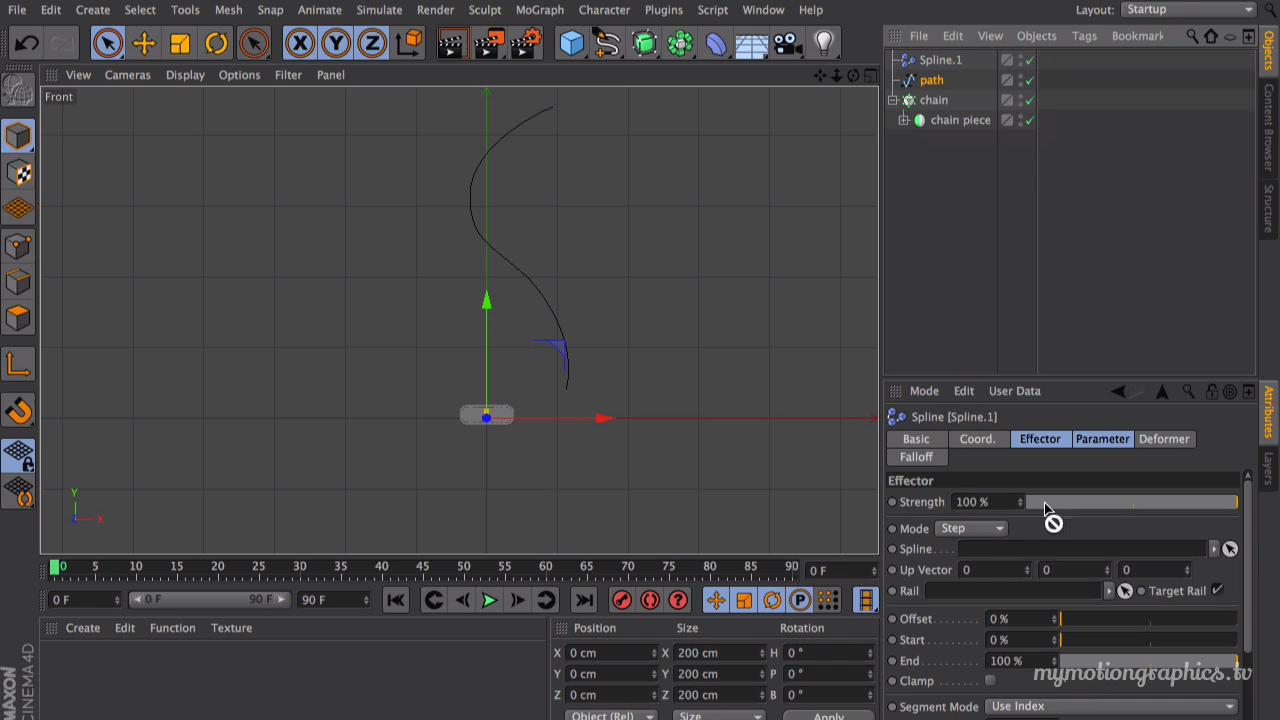 File Edit Create Select Tools Mesh Snap Animate Simulate Render Sculpt MoGraph Character Plugins Script Window Help Layout: Startup
X Y Z
File Edit View Objects Tags Bookmark
View Cameras Display Options Filter Panel
Front
Spline.1
path
chain
chain piece
Objects
Content Browser
Structure
Mode Edit User Data
Spline [Spline.1]
Basic Coord. Effector Parameter Deformer
Falloff
Attributes
Layers
Effector
Strength 100 %
Mode Step
Spline . . . .
Up Vector 0 0 0
Rail . . . . . . Target Rail
Offset . . . . . . . . 0 %
Start . . . . . . . . . 0 %
End . . . . . . . . . . 100 %
Clamp . . . . . . .
Segment Mode Use Index
Y
Z X
0 5 10 15 20 25 30 35 40 45 50 55 60 65 70 75 80 85 90 0 F
0 F 0 F 90 F 90 F
P
Create Edit Function Texture
Position Size Rotation
X 0 cm X 200 cm H 0 °
Y 0 cm Y 200 cm P 0 °
Z 0 cm Z 200 cm B 0 °
Object (Rel) Size Apply
MAXON
CINEMA 4D
mymotiongraphics.tv